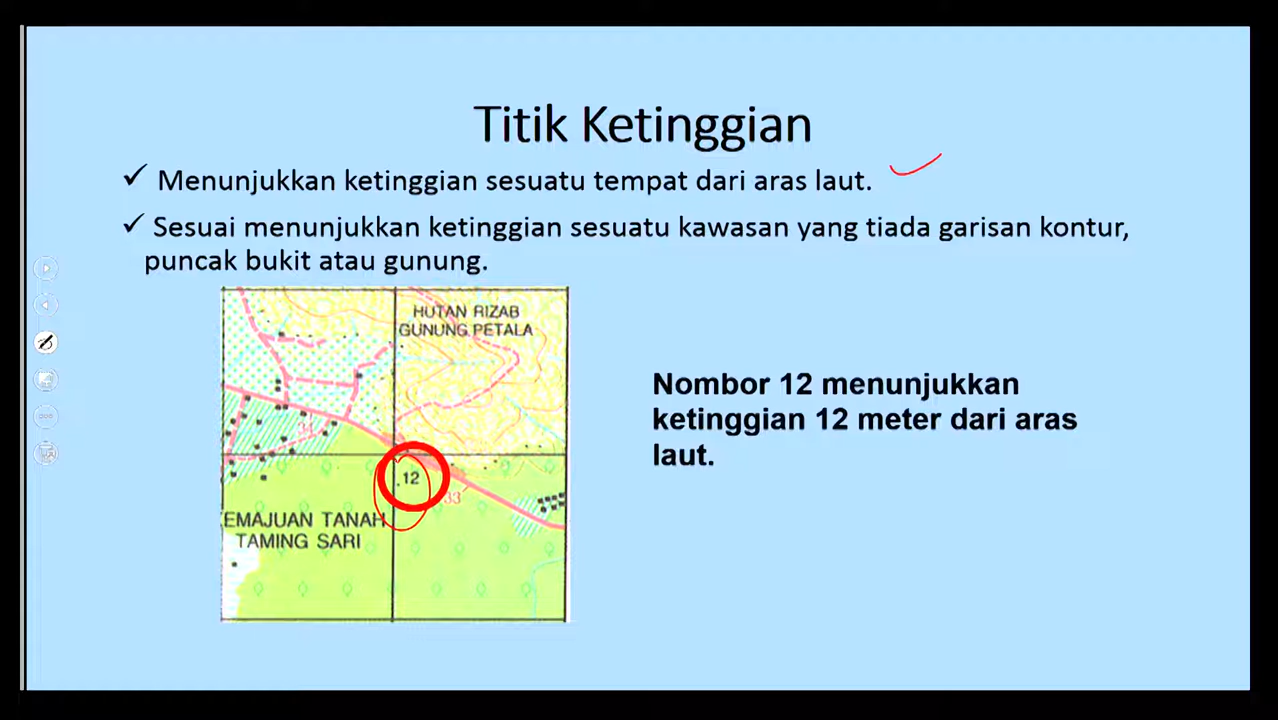 Titik Ketinggian
✓ Menunjukkan ketinggian sesuatu tempat dari aras laut.
✓ Sesuai menunjukkan ketinggian sesuatu kawasan yang tiada garisan kontur,
puncak bukit atau gunung.
HUTAN RIZAB
GUNUNG PETALA
34
.12
33
EMAJUAN TANAH
TAMING SARI
Nombor 12 menunjukkan
ketinggian 12 meter dari aras
laut.